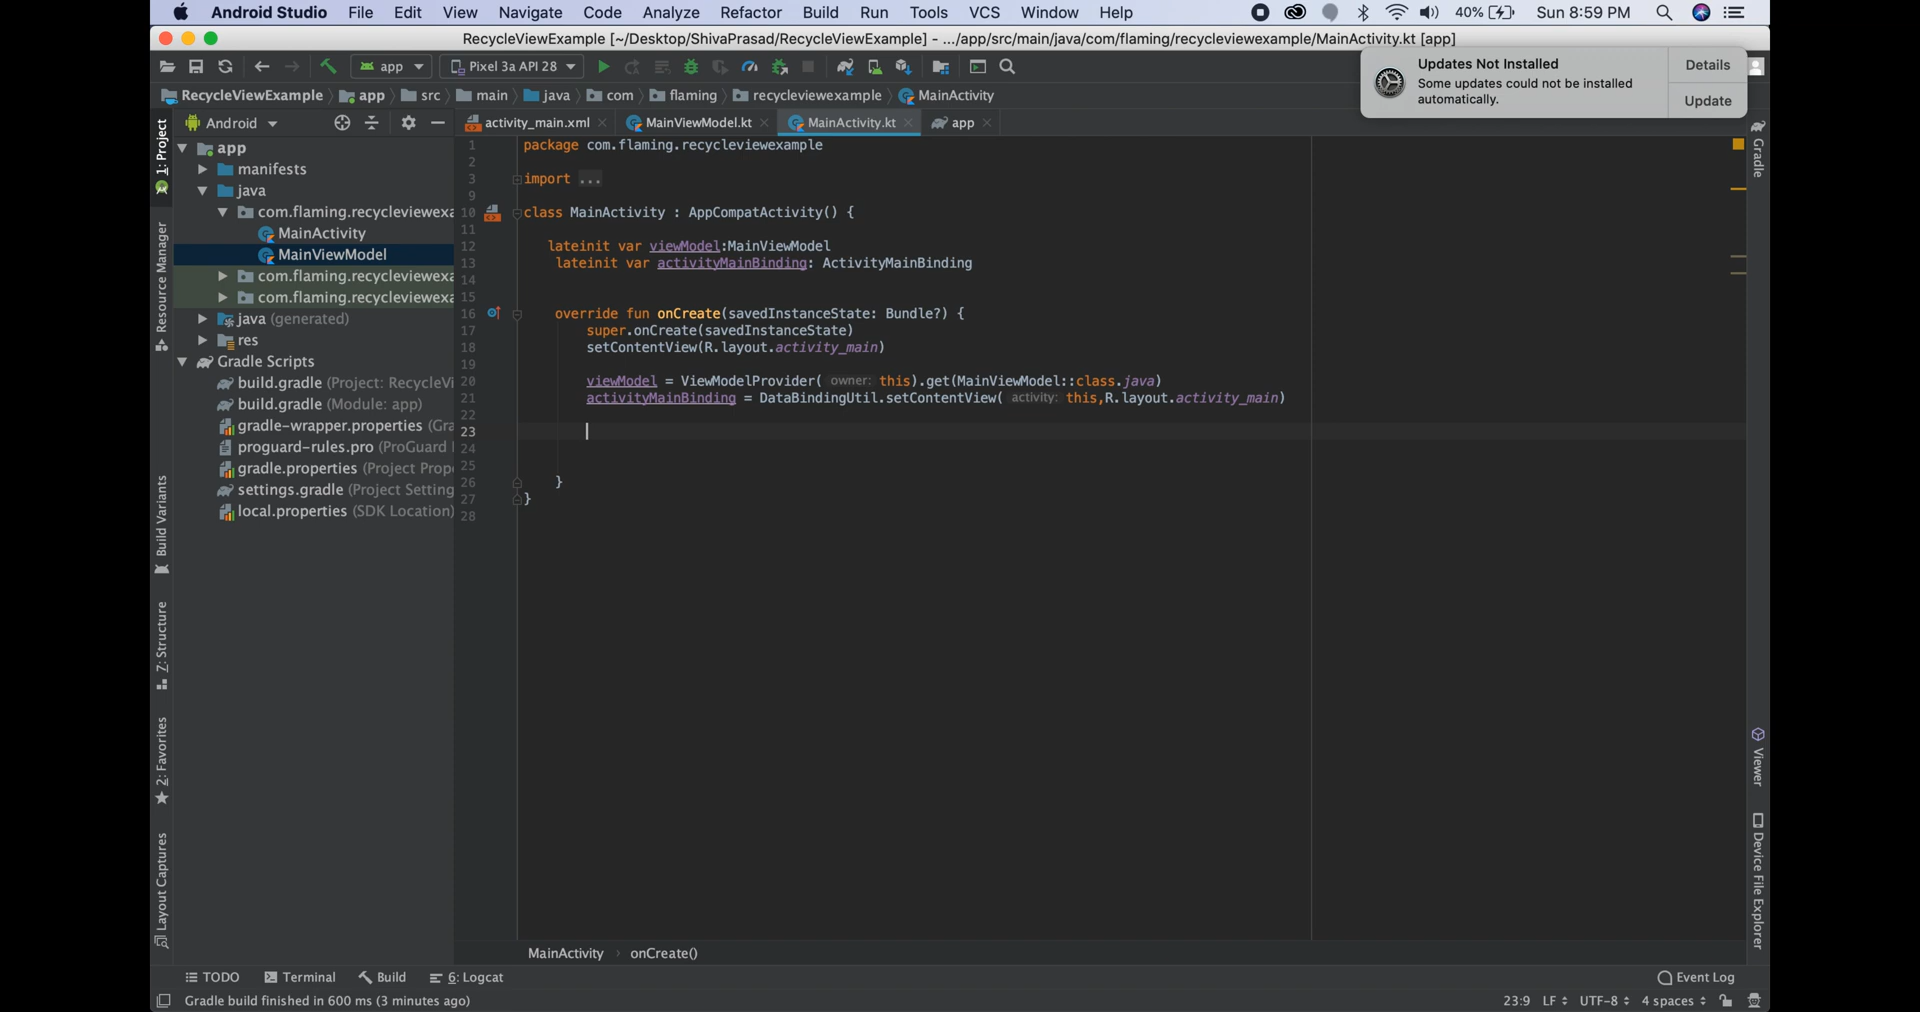 Android Studio File Edit View Navigate Code Analyze Refactor Build Run Tools VCS Window Help 40% Sun 8:59 PM
RecycleViewExample [~/Desktop/ShivaPrasad/RecycleViewExample] - .../app/src/main/java/com/flaming/recycleviewexample/MainActivity.kt [app]
app Pixel 3a API 28
Updates Not Installed
Some updates could not be installed
automatically.
Details
Update
RecycleViewExample app src main java com flaming recycleviewexample MainActivity
Android
activity_main.xml MainViewModel.kt MainActivity.kt app
1: Project
Resource Manager
Build Variants
7: Structure
2: Favorites
Layout Captures
app
manifests
java
com.flaming.recycleviewexa
MainActivity
MainViewModel
com.flaming.recycleviewexa
com.flaming.recycleviewexa
java (generated)
res
Gradle Scripts
build.gradle (Project: RecycleVi
build.gradle (Module: app)
gradle-wrapper.properties (Gra
proguard-rules.pro (ProGuard
gradle.properties (Project Prop
settings.gradle (Project Setting
local.properties (SDK Location)
1 package com.flaming.recycleviewexample
2
3 import ...
9
10 class MainActivity : AppCompatActivity() {
11
12 lateinit var viewModel:MainViewModel
13 lateinit var activityMainBinding: ActivityMainBinding
14
15
16 override fun onCreate(savedInstanceState: Bundle?) {
17 super.onCreate(savedInstanceState)
18 setContentView(R.layout.activity_main)
19
20 viewModel = ViewModelProvider( owner: this).get(MainViewModel::class.java)
21 activityMainBinding = DataBindingUtil.setContentView( activity: this,R.layout.activity_main)
22
23
24
25
26 }
27 }
28
Gradle
Viewer
Device File Explorer
MainActivity › onCreate()
TODO Terminal Build 6: Logcat Event Log
Gradle build finished in 600 ms (3 minutes ago) 23:9 LF UTF-8 4 spaces